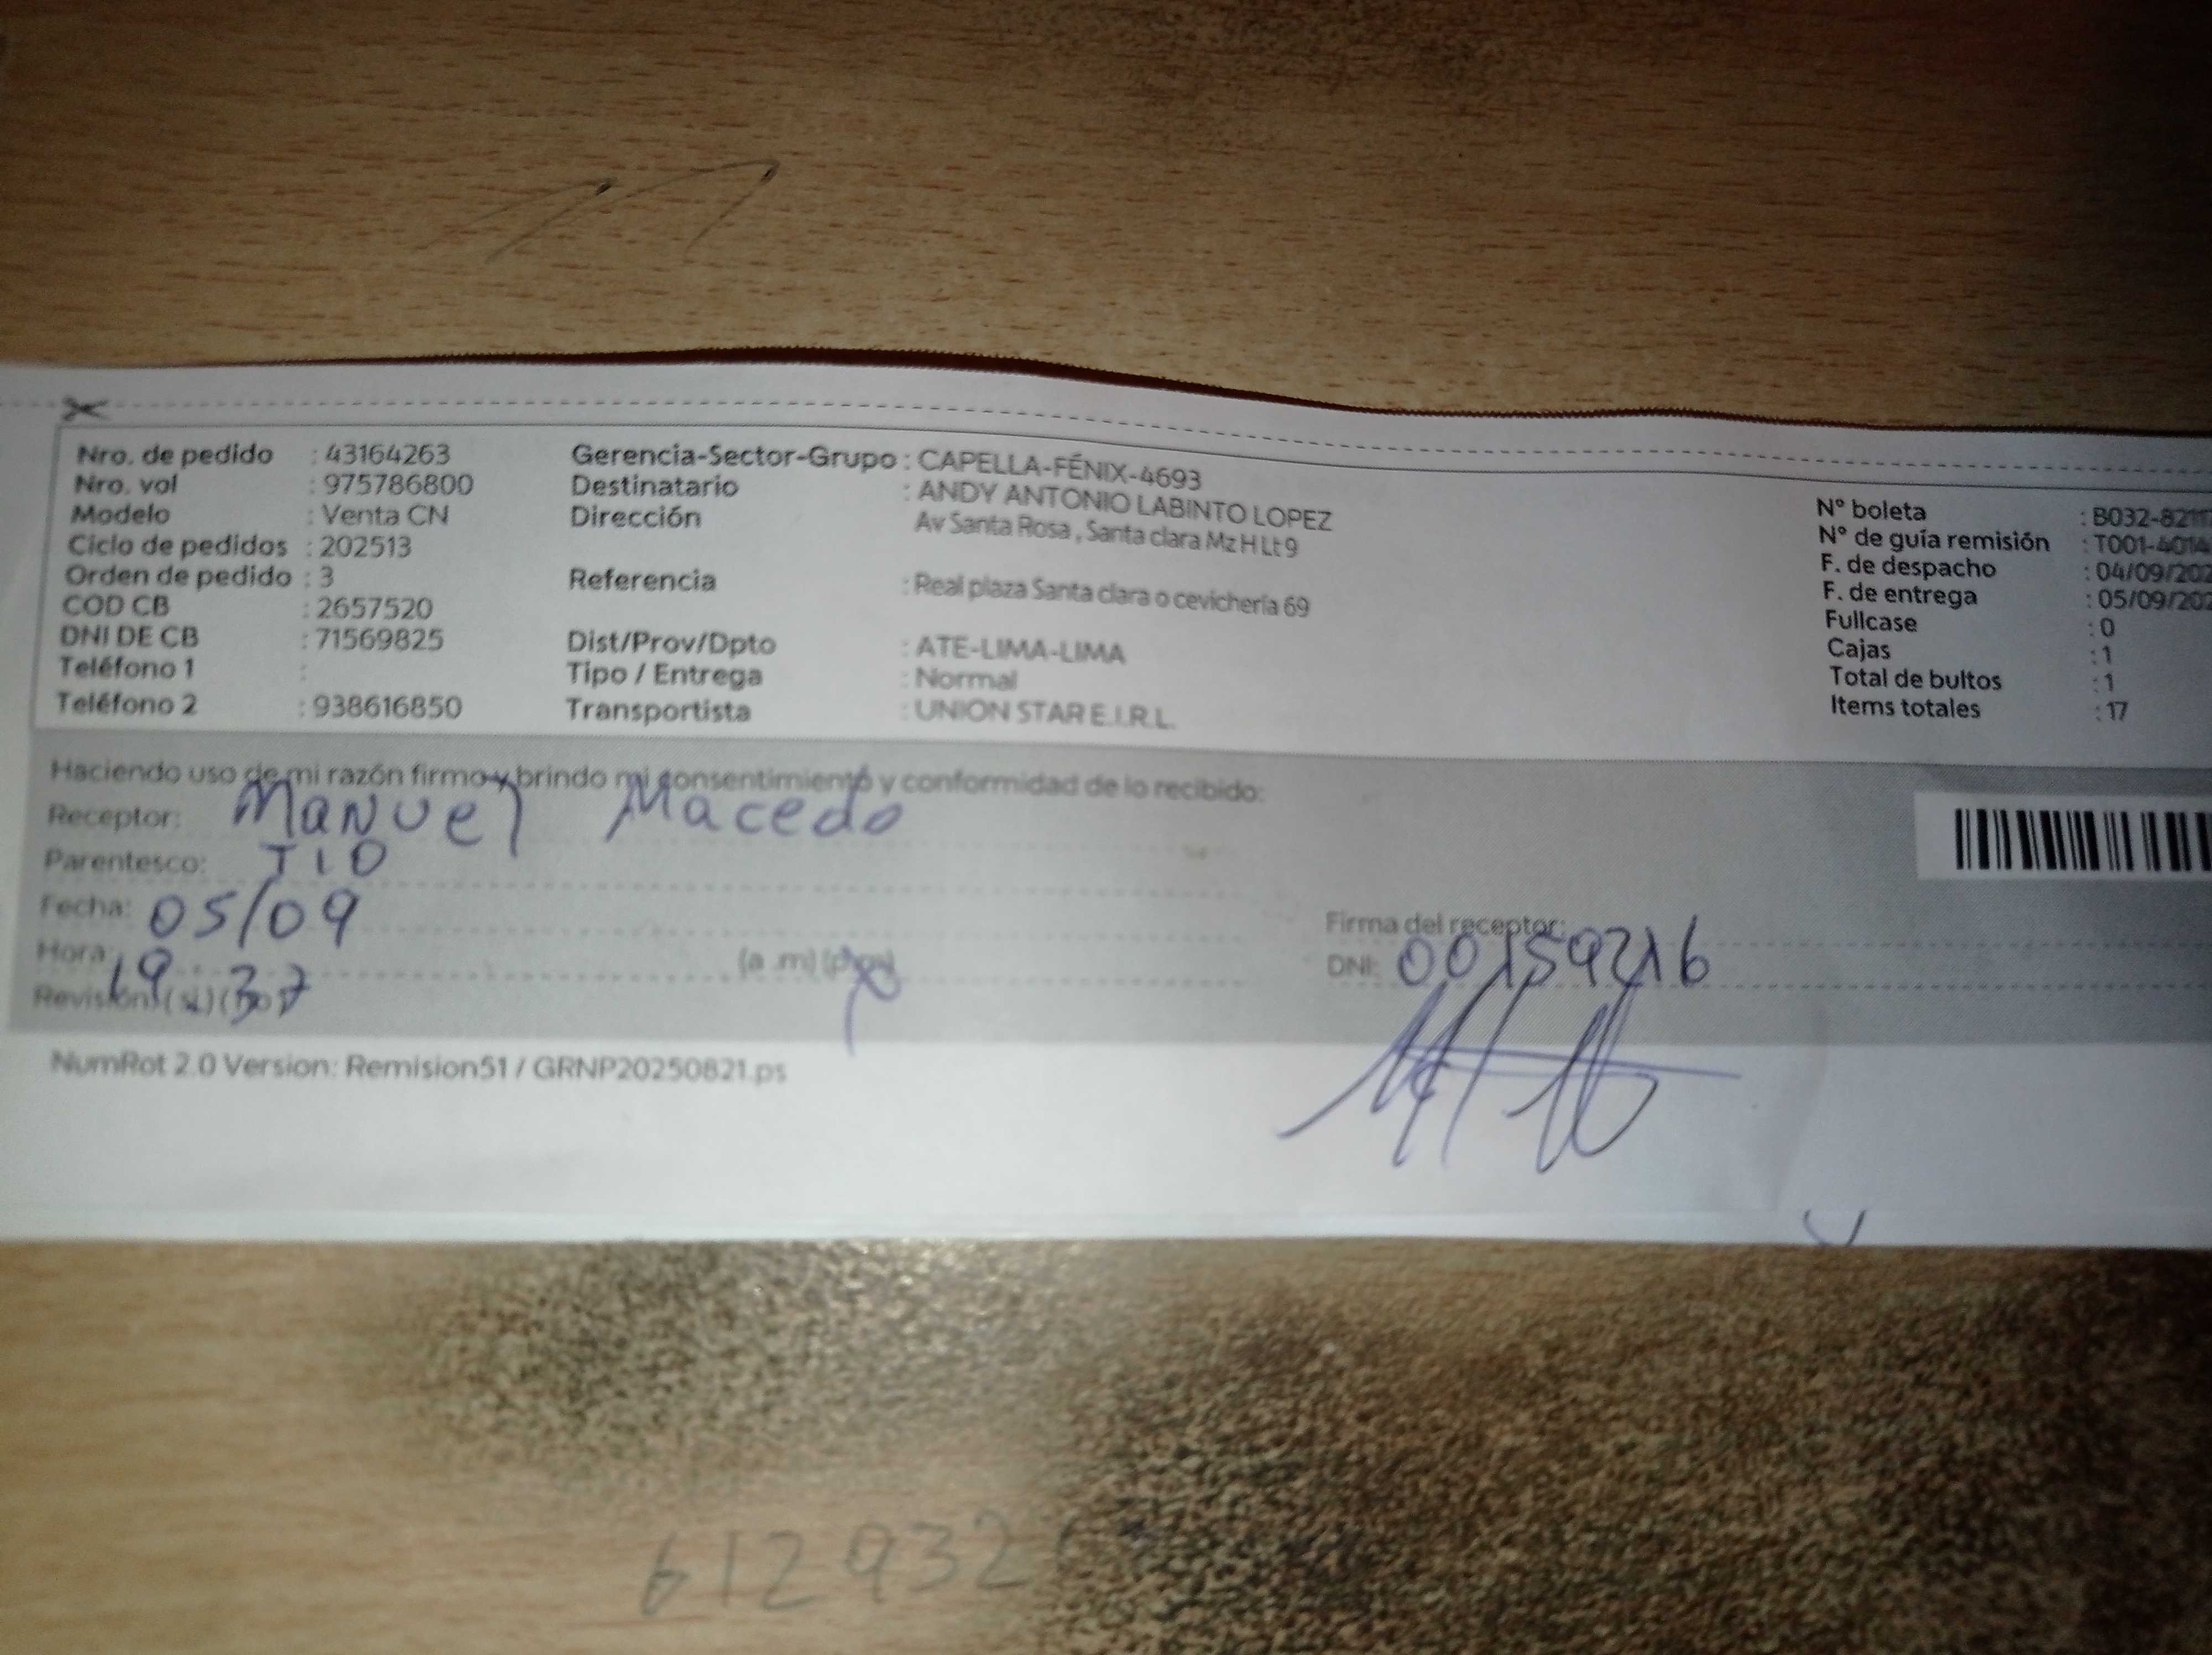 Nro. de pedido : 43164263
Nro. vol : 975786800
Modelo : Venta CN
Ciclo de pedidos : 202513
Orden de pedido : 3
COD CB : 2657520
DNI DE CB : 71569825
Teléfono 1 :
Teléfono 2 : 938616850
Gerencia-Sector-Grupo : CAPELLA-FÉNIX-4693
Destinatario : ANDY ANTONIO LABINTO LOPEZ
Dirección Av Santa Rosa , Santa clara Mz H Lt 9
Referencia : Real plaza Santa clara o cevichería 69
Dist/Prov/Dpto : ATE-LIMA-LIMA
Tipo / Entrega : Normal
Transportista : UNION STAR E.I.R.L.
N° boleta : B032-8211
N° de guía remisión : T001-4014
F. de despacho : 04/09/202
F. de entrega : 05/09/202
Fullcase : 0
Cajas : 1
Total de bultos : 1
Items totales : 17
Haciendo uso de mi razón firmo y brindo mi consentimiento y conformidad de lo recibido:
Receptor: Manuel Macedo
Parentesco: TIO
Fecha: 05/09
Hora: 19:37 (a .m) (p.m)
Revisión: (si) (no)
Firma del receptor:
DNI: 00159216
NumRot 2.0 Version: Remision51 / GRNP20250821.ps
612932